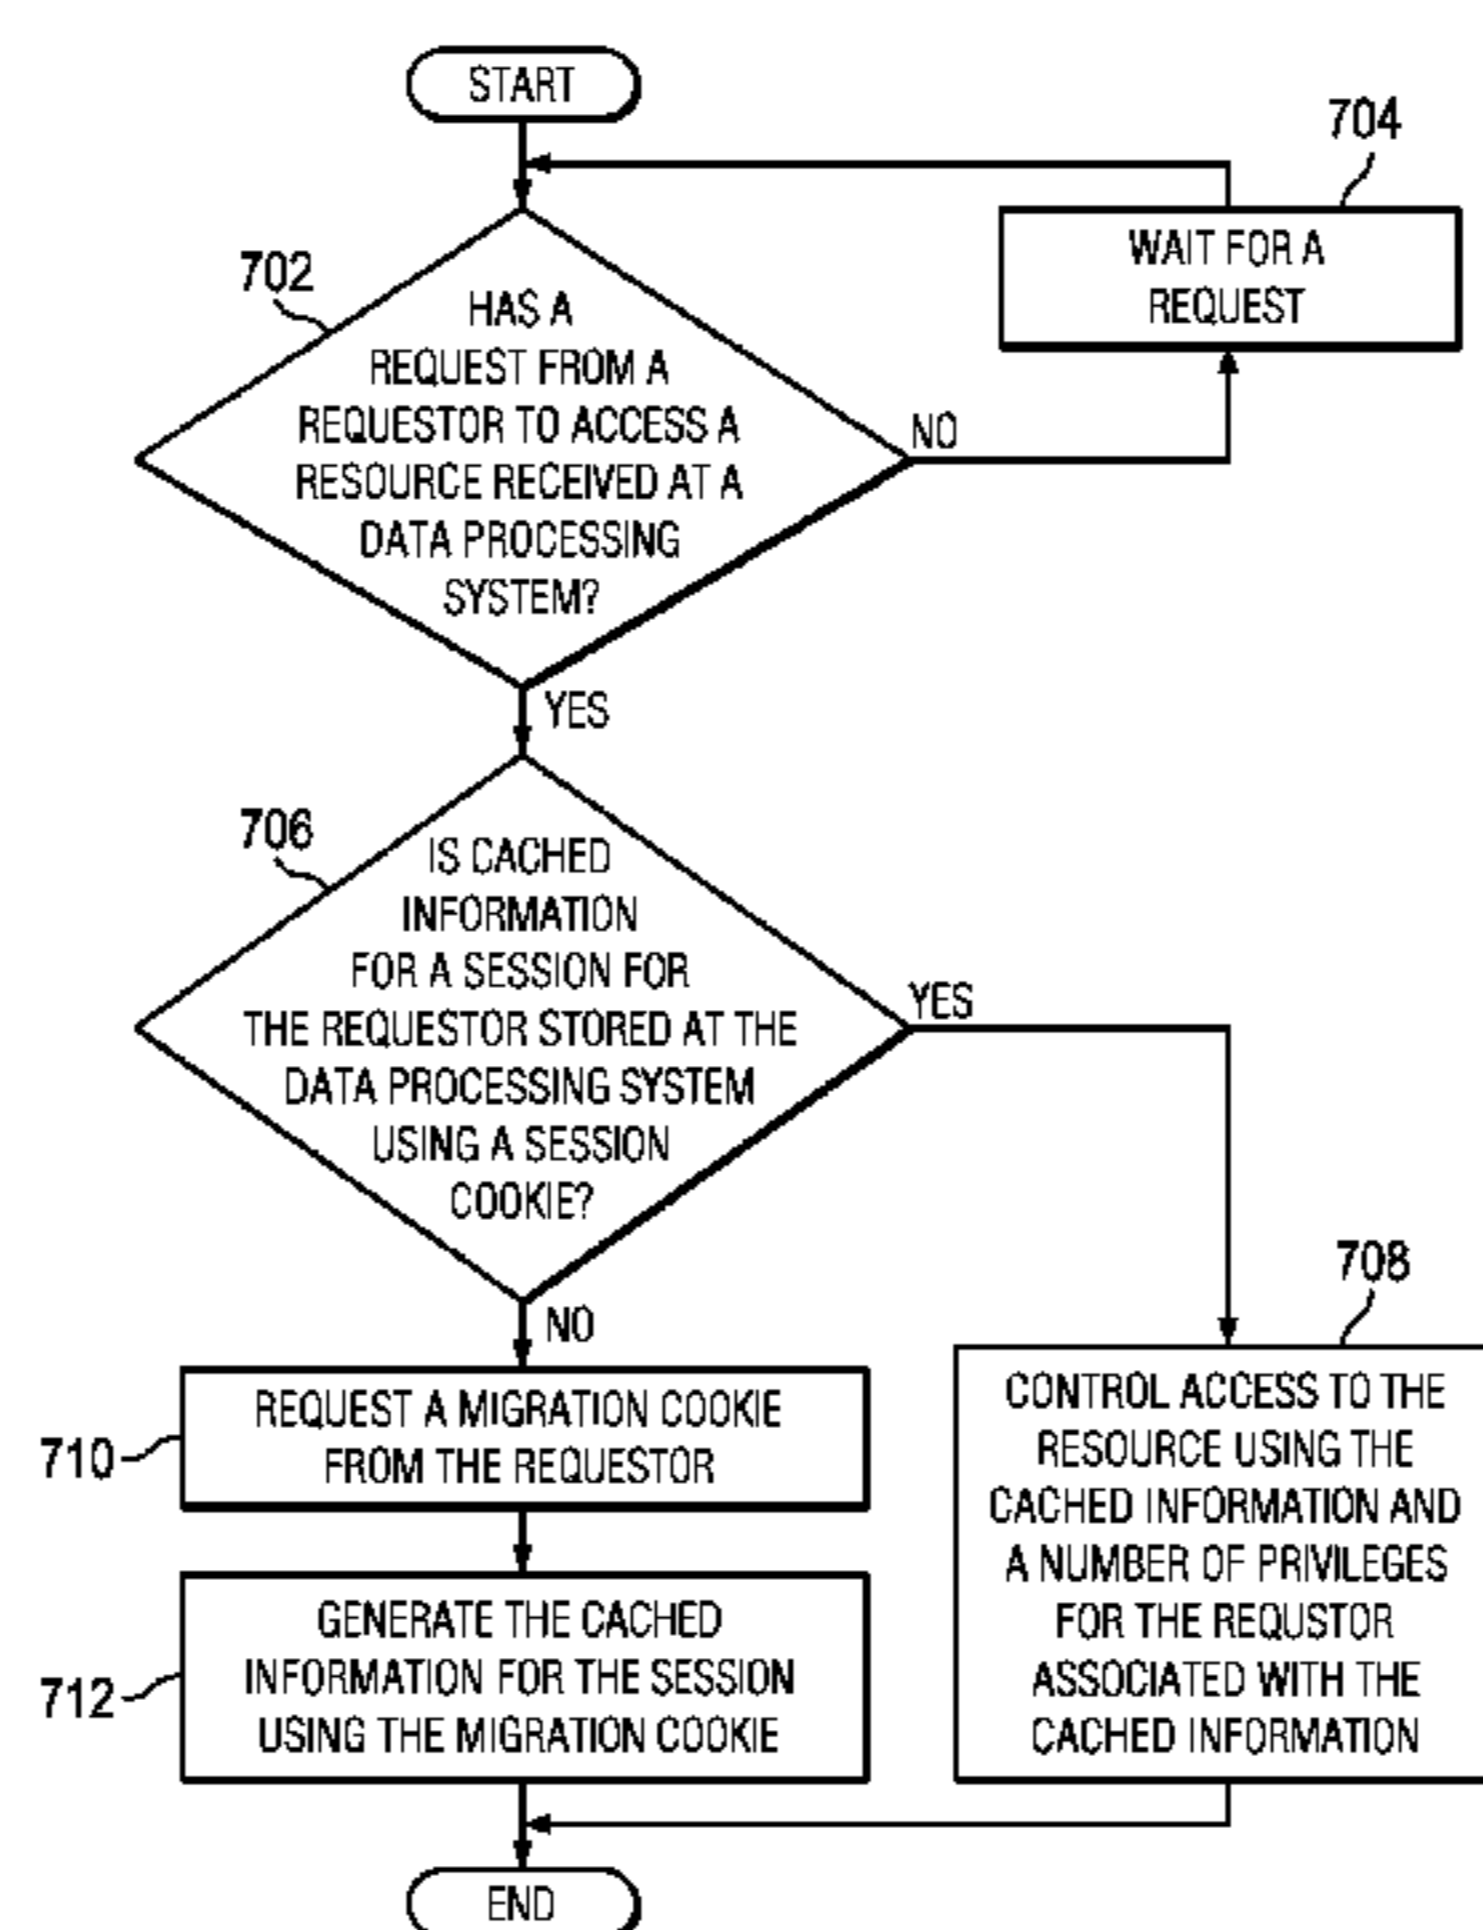 START
704
WAIT FOR A
REQUEST
702
HAS A
REQUEST FROM A
REQUESTOR TO ACCESS A
RESOURCE RECEIVED AT A
DATA PROCESSING
SYSTEM?
NO
YES
706
IS CACHED
INFORMATION
FOR A SESSION FOR
THE REQUESTOR STORED AT THE
DATA PROCESSING SYSTEM
USING A SESSION
COOKIE?
YES
NO
708
CONTROL ACCESS TO THE
RESOURCE USING THE
CACHED INFORMATION AND
A NUMBER OF PRIVILEGES
FOR THE REQUSTOR
ASSOCIATED WITH THE
CACHED INFORMATION
710
REQUEST A MIGRATION COOKIE
FROM THE REQUESTOR
712
GENERATE THE CACHED
INFORMATION FOR THE SESSION
USING THE MIGRATION COOKIE
END